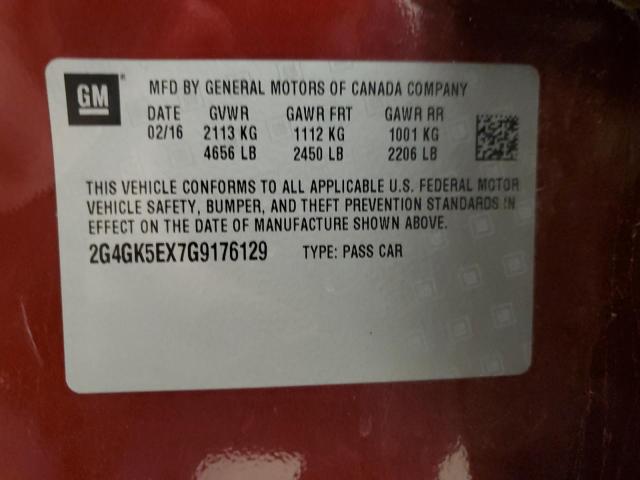 GM
MFD BY GENERAL MOTORS OF CANADA COMPANY
DATE GVWR GAWR FRT GAWR RR
02/16 2113 KG 1112 KG 1001 KG
4656 LB 2450 LB 2206 LB
THIS VEHICLE CONFORMS TO ALL APPLICABLE U.S. FEDERAL MOTOR
VEHICLE SAFETY, BUMPER, AND THEFT PREVENTION STANDARDS IN
EFFECT ON THE DATE OF MANUFACTURE SHOWN ABOVE.
2G4GK5EX7G9176129 TYPE: PASS CAR